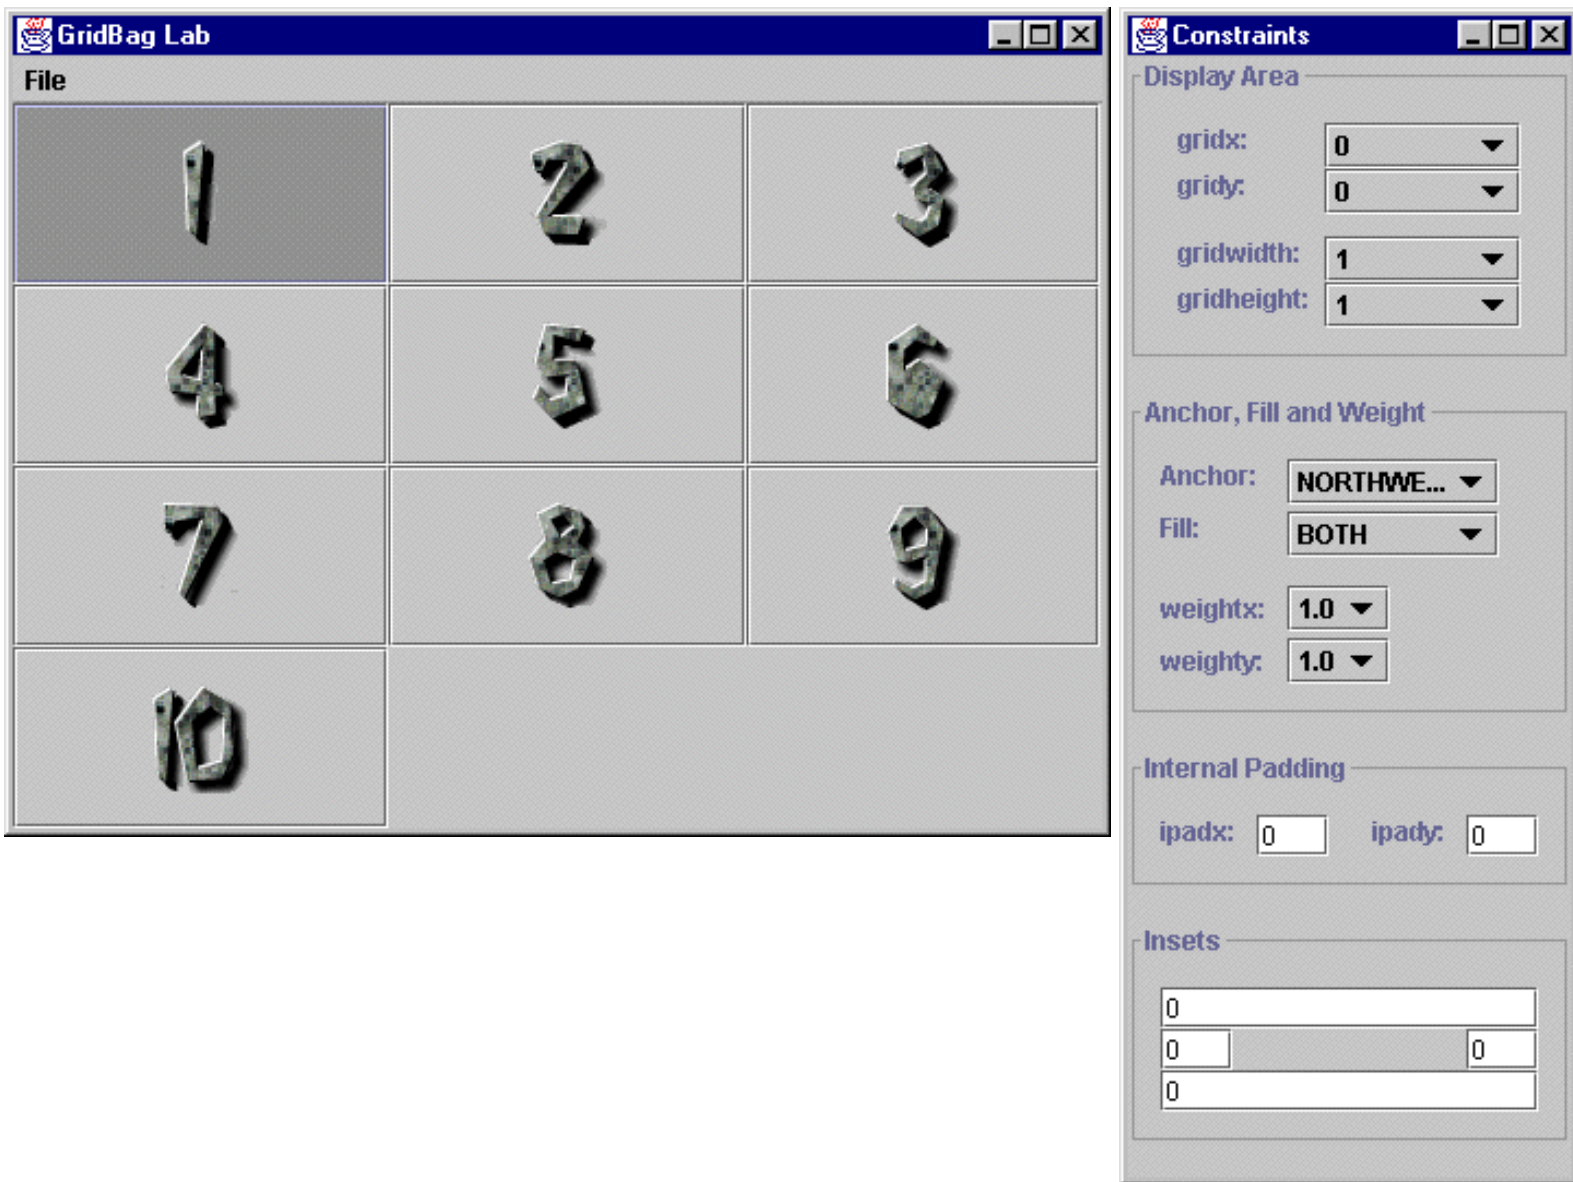 GridBag Lab
File
1 2 3
4 5 6
7 8 9
10
Constraints
Display Area
gridx: 0
gridy: 0
gridwidth: 1
gridheight: 1
Anchor, Fill and Weight
Anchor: NORTHWE...
Fill: BOTH
weightx: 1.0
weighty: 1.0
Internal Padding
ipadx: 0 ipady: 0
Insets
0
0 0
0